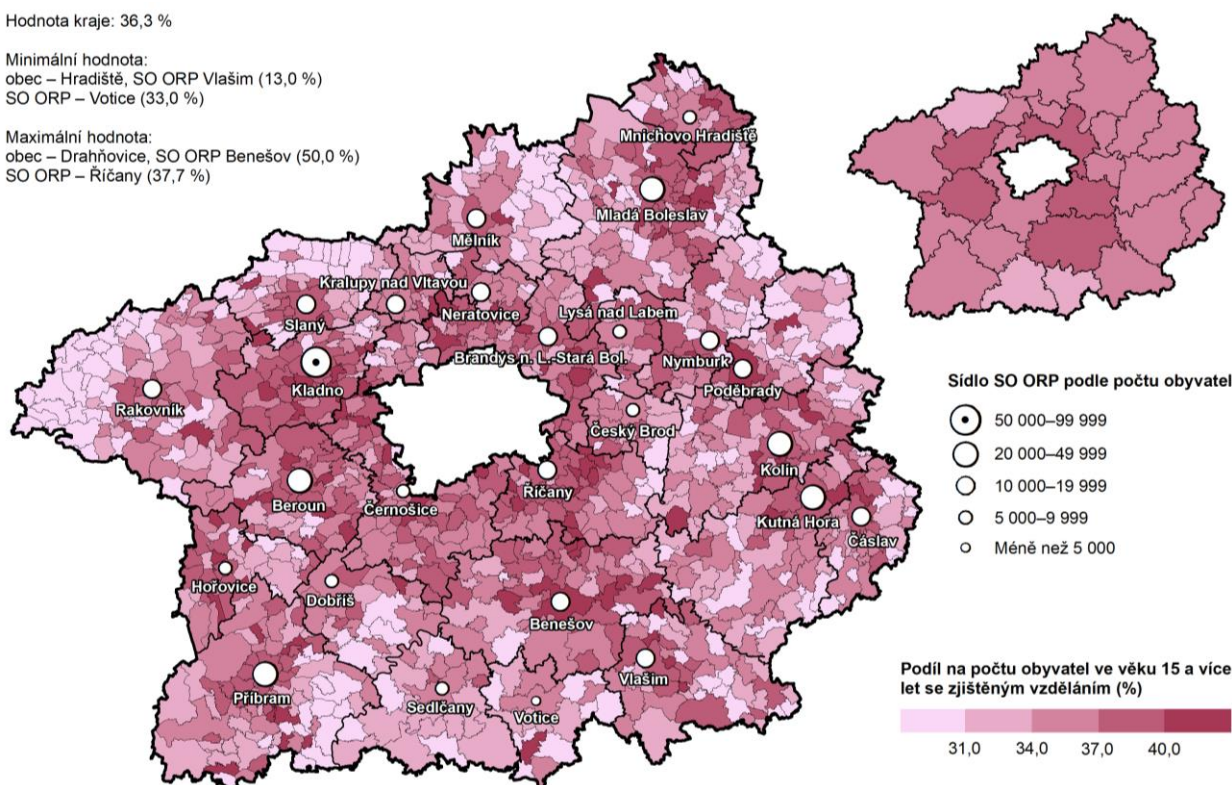 Hodnota kraje: 36,3 %
Minimální hodnota:
obec – Hradiště, SO ORP Vlašim (13,0 %)
SO ORP – Votice (33,0 %)
Maximální hodnota:
obec – Drahňovice, SO ORP Benešov (50,0 %)
SO ORP – Říčany (37,7 %)
Mnichovo Hradiště
Mladá Boleslav
Mělník
Kralupy nad Vltavou
Slaný
Neratovice
Lysá nad Labem
Brandýs n. L.-Stará Bol.
Nymburk
Kladno
Poděbrady
Rakovník
Český Brod
Kolín
Říčany
Beroun
Černošice
Kutná Hora
Čáslav
Hořovice
Dobříš
Benešov
Vlašim
Příbram
Sedlčany
Votice
Sídlo SO ORP podle počtu obyvatel
50 000–99 999
20 000–49 999
10 000–19 999
5 000–9 999
Méně než 5 000
Podíl na počtu obyvatel ve věku 15 a více
let se zjištěným vzděláním (%)
31,0 34,0 37,0 40,0